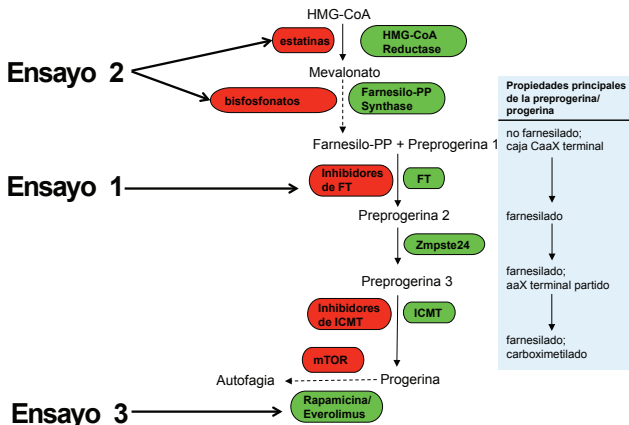 HMG-CoA
estatinas
HMG-CoA
Reductase
Ensayo 2
Mevalonato
bisfosfonatos
Farnesilo-PP
Synthase
Farnesilo-PP + Preprogerina 1
Ensayo 1
Inhibidores
de FT
FT
Preprogerina 2
Zmpste24
Preprogerina 3
Inhibidores
de ICMT
ICMT
mTOR
Autofagia
Progerina
Ensayo 3
Rapamicina/
Everolimus
Propiedades principales
de la preprogerina/
progerina
no farnesilado;
caja CaaX terminal
farnesilado
farnesilado;
aaX terminal partido
farnesilado;
carboximetilado